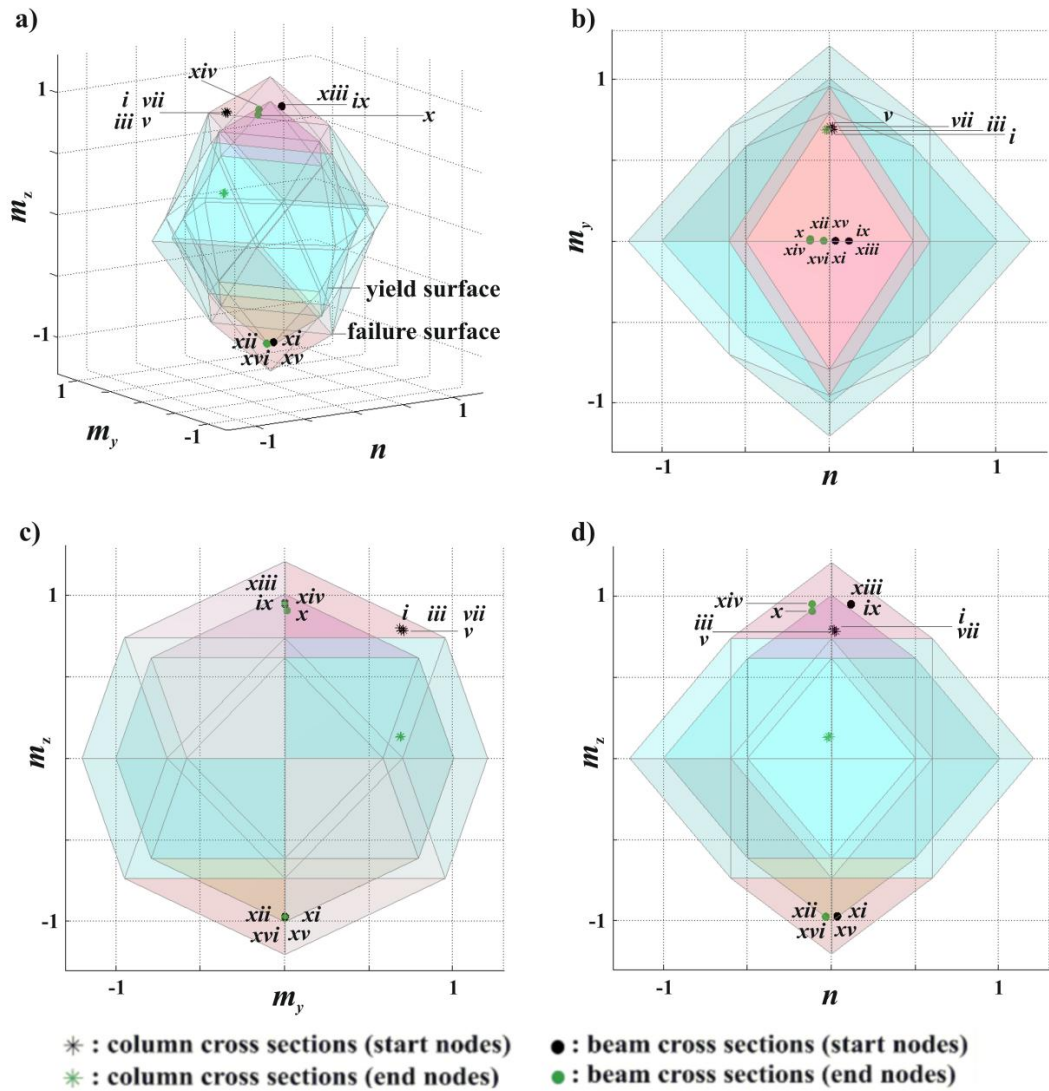 a)
xiv
1
i vii
xiii ix
iii v
x
m_z
yield surface
failure surface
-1
xii xi
xvi xv
1
m_y
-1
-1
n
1
b)
1
v
vii
iii
i
m_y
xii xv
x ix
xiv xiii
xvi xi
-1
-1
n
1
c)
xiii
1
ix xiv
x
i iii vii
v
m_z
-1
xii xi
xvi xv
-1
m_y
1
d)
xiii
1
xiv
ix
x
i
iii
v vii
m_z
-1
xii xi
xvi xv
-1
n
1
✳ : column cross sections (start nodes)
● : beam cross sections (start nodes)
✳ : column cross sections (end nodes)
● : beam cross sections (end nodes)